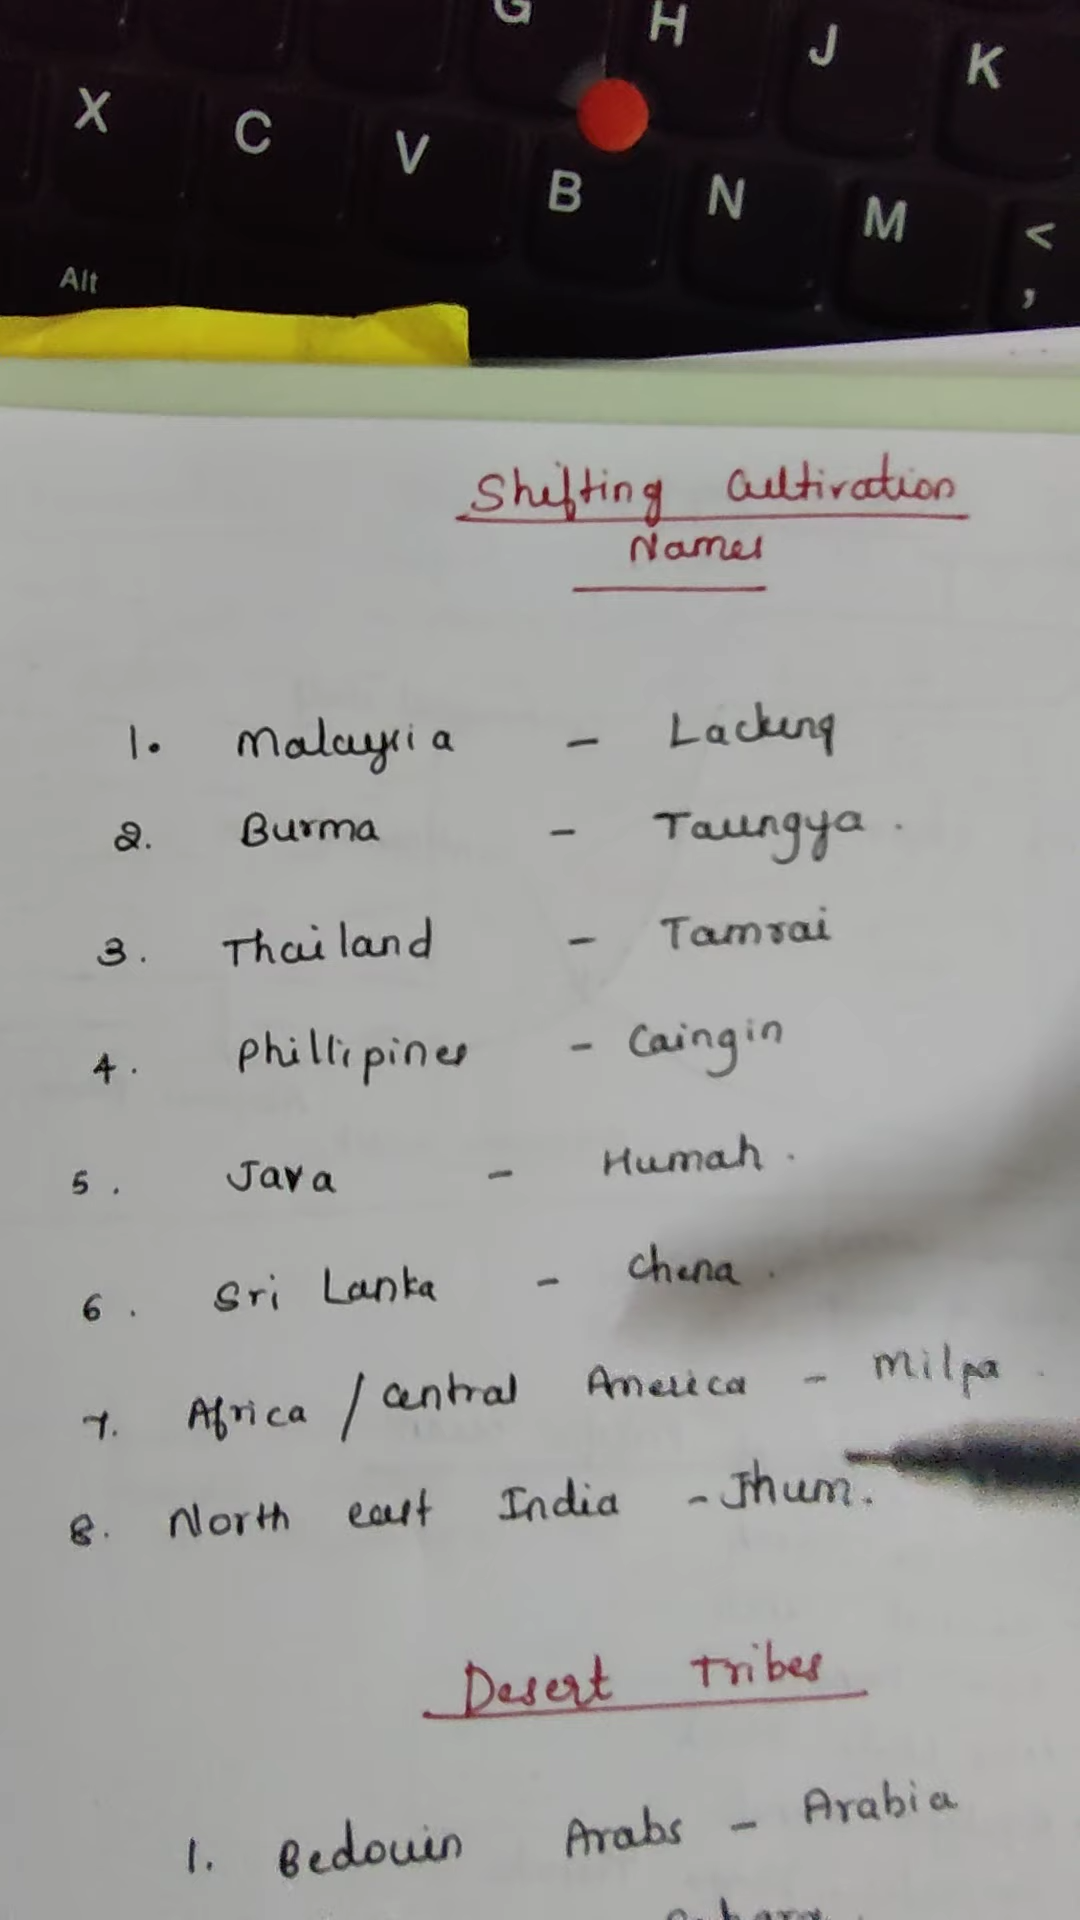 G H J K
X C V B N M <
Alt ,
Shifting Cultivation
Names
1. Malaysia - Lacking
2. Burma - Taungya.
3. Thailand - Tamrai
4. Phillipines - Caingin
5. Java - Humah.
6. Sri Lanka - Chena.
7. Africa / Central America - Milpa.
8. North east India - Jhum.
Desert Tribes
1. Bedouin Arabs - Arabia